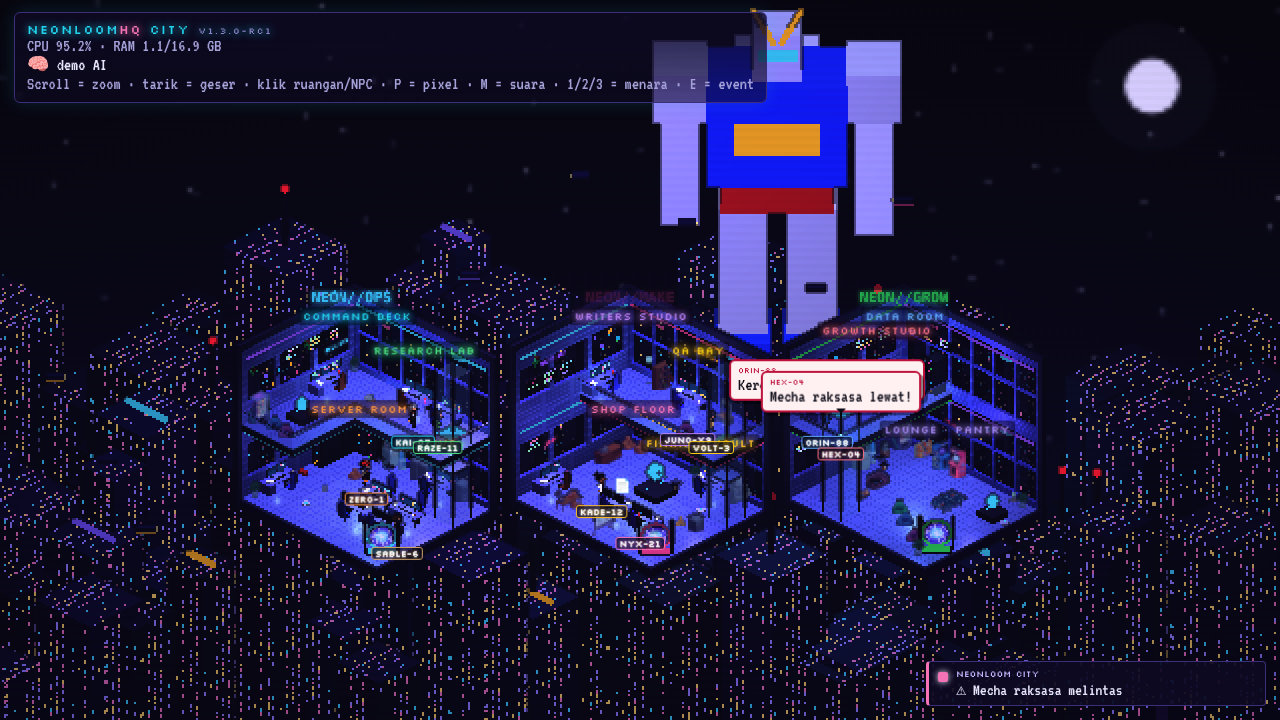 NEONLOOMHQ CITY V1.3.0-RC1
CPU 95.2% · RAM 1.1/16.9 GB
🧠 demo AI
Scroll = zoom · tarik = geser · klik ruangan/NPC · P = pixel · M = suara · 1/2/3 = menara · E = event
NEON//OPS
NEON//GROW
COMMAND DECK
WRITERS STUDIO
DATA ROOM
GROWTH STUDIO
RESEARCH LAB
QA BAY
ORIN-88
HEX-04
Mecha raksasa lewat!
SERVER ROOM
SHOP FLOOR
LOUNGE · PANTRY
RAZE-11
JUNO-X9
VOLT-3
ORIN-88
HEX-04
ZERO-1
KADE-12
NYX-21
SABLE-6
NEONLOOM CITY
⚠ Mecha raksasa melintas